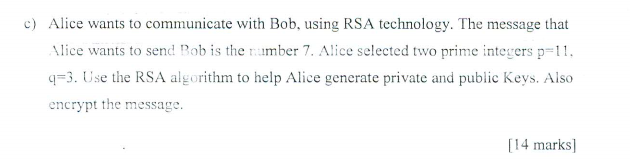 c) Alice wants to communicate with Bob, using RSA technology. The message that
Alice wants to send Bob is the number 7. Alice selected two prime integers p=11,
q=3. Use the RSA algorithm to help Alice generate private and public Keys. Also
encrypt the message.
[14 marks]